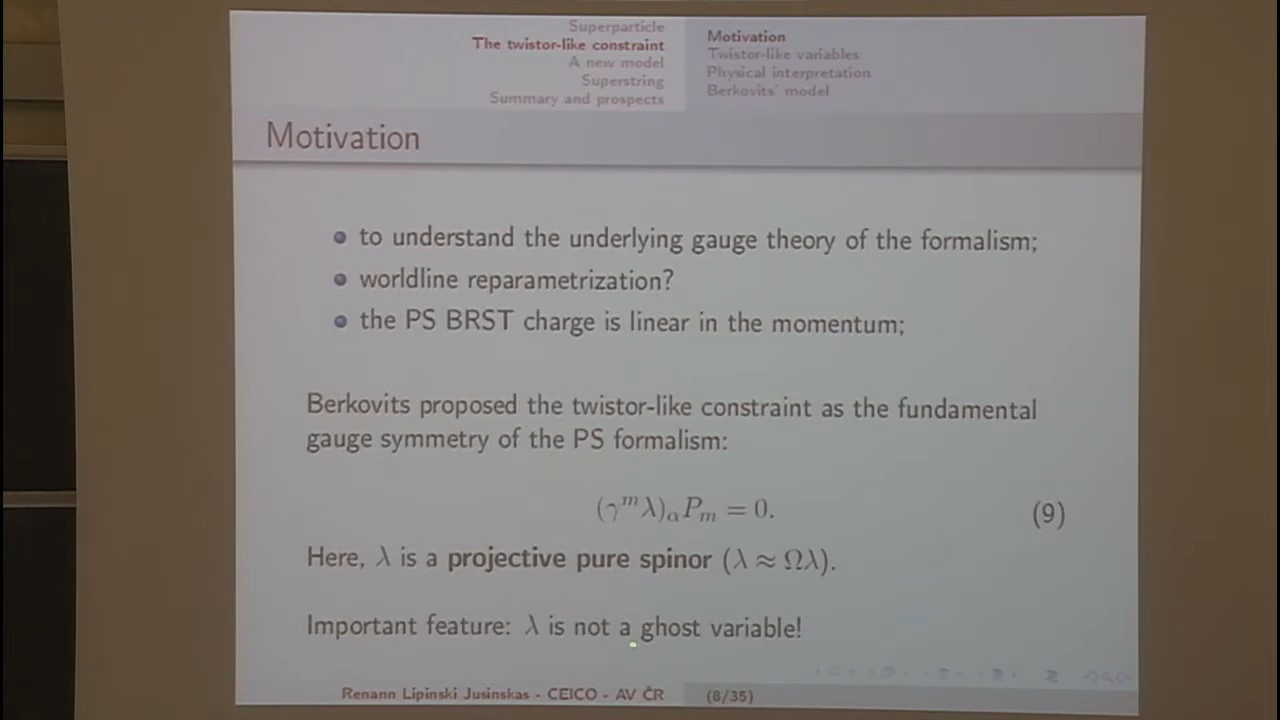 Superparticle
The twistor-like constraint
A new model
Superstring
Summary and prospects
Motivation
Twistor-like variables
Physical interpretation
Berkovits' model
Motivation
to understand the underlying gauge theory of the formalism;
worldline reparametrization?
the PS BRST charge is linear in the momentum;
Berkovits proposed the twistor-like constraint as the fundamental
gauge symmetry of the PS formalism:
(γᵐλ)_α P_m = 0. (9)
Here, λ is a projective pure spinor (λ ≈ Ωλ).
Important feature: λ is not a ghost variable!
Renann Lipinski Jusinskas - CEICO - AV ČR (8/35)